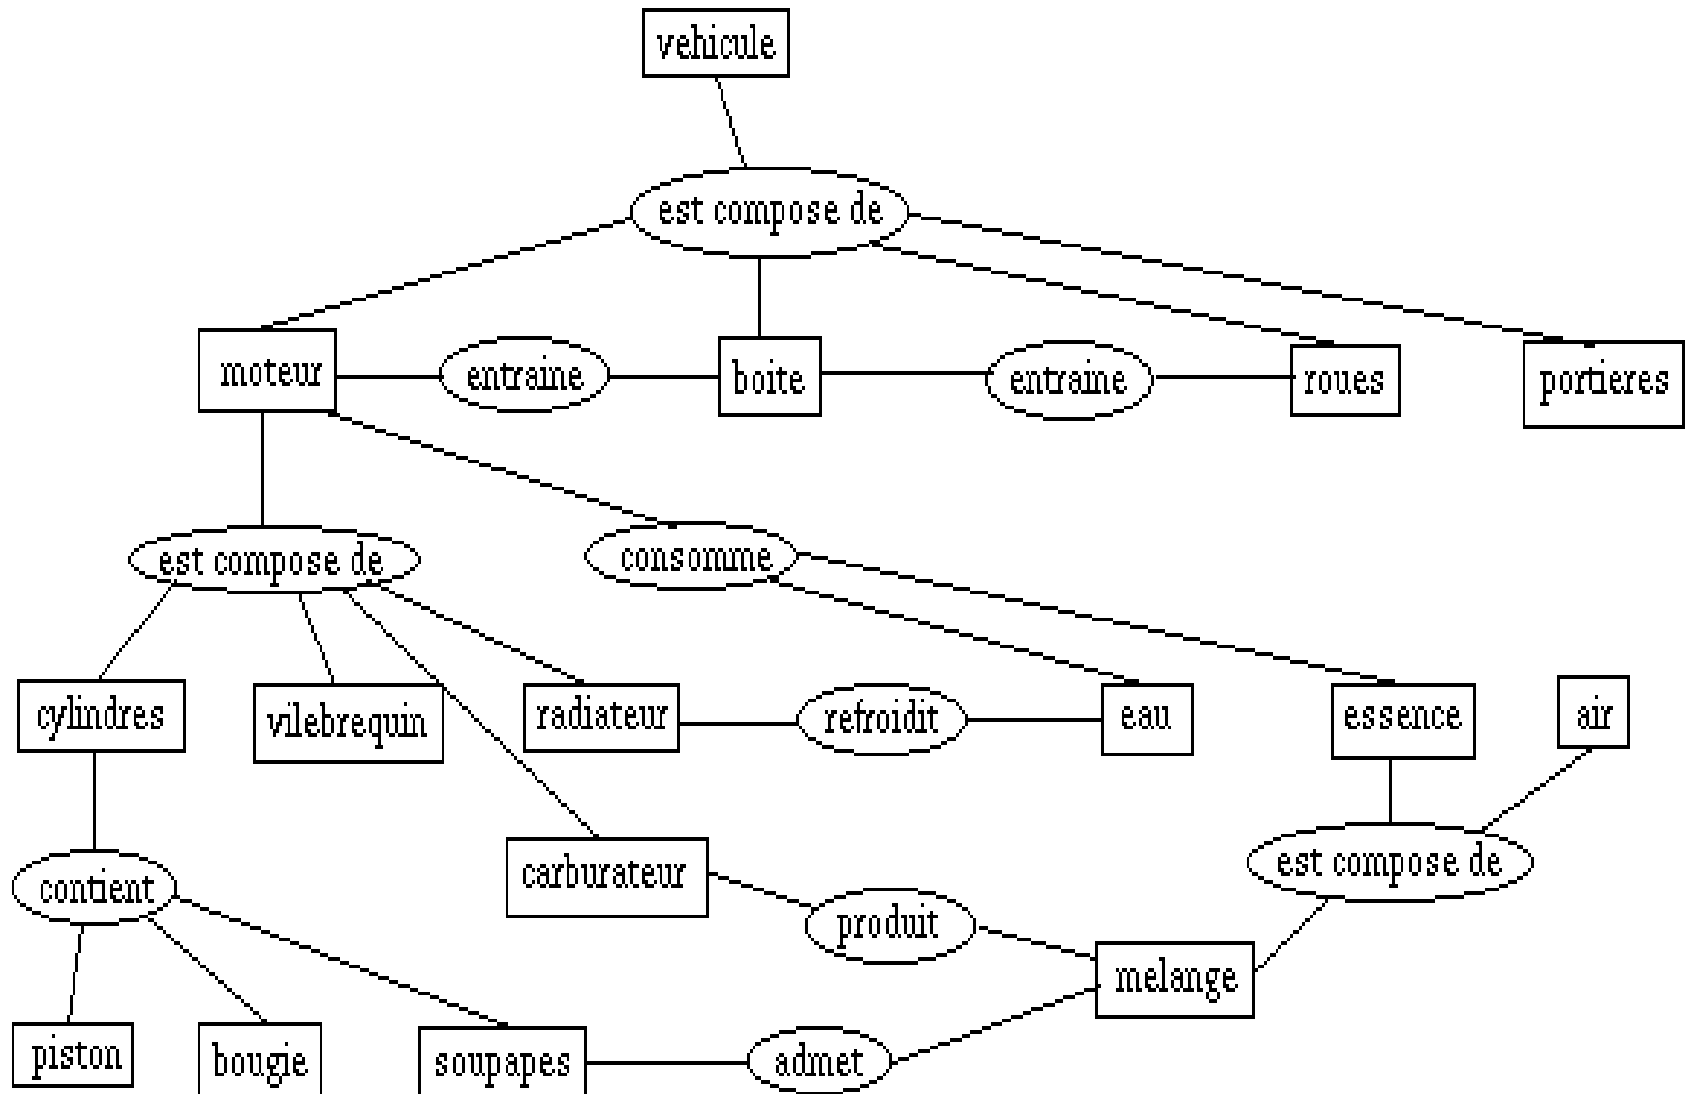 vehicule
est compose de
moteur
entraine
boite
entraine
roues
portieres
est compose de
consomme
cylindres
vilebrequin
radiateur
refroidit
eau
essence
air
contient
carburateur
est compose de
produit
melange
piston
bougie
soupapes
admet